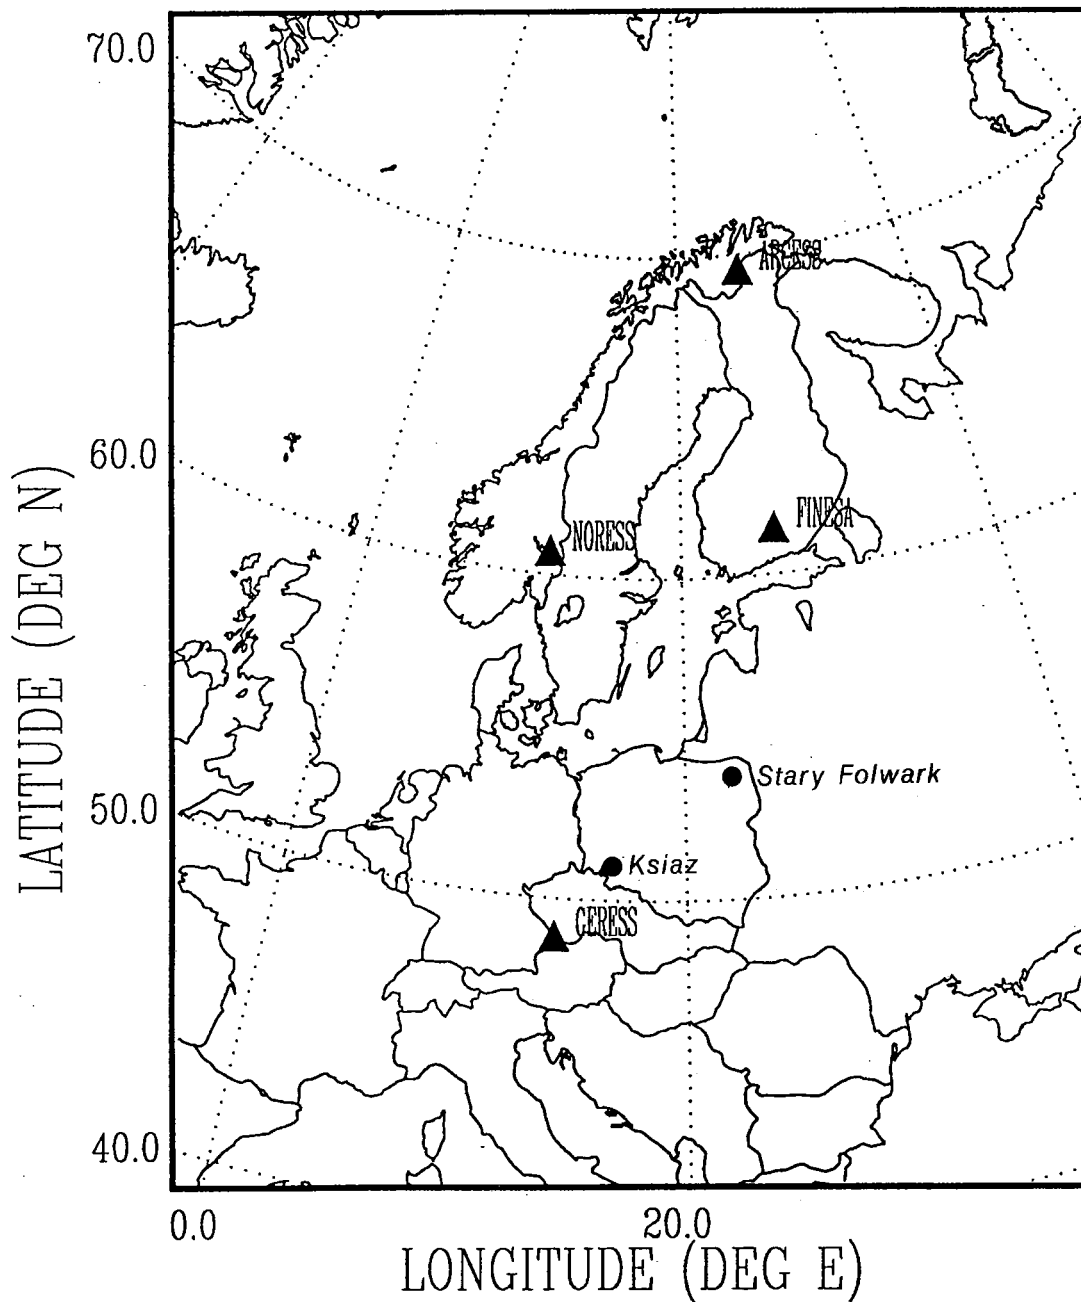 70.0
ARCESS
60.0
FINESA
NORESS
LATITUDE (DEG N)
Stary Folwark
50.0
Ksiaz
GERESS
40.0
0.0
20.0
LONGITUDE (DEG E)